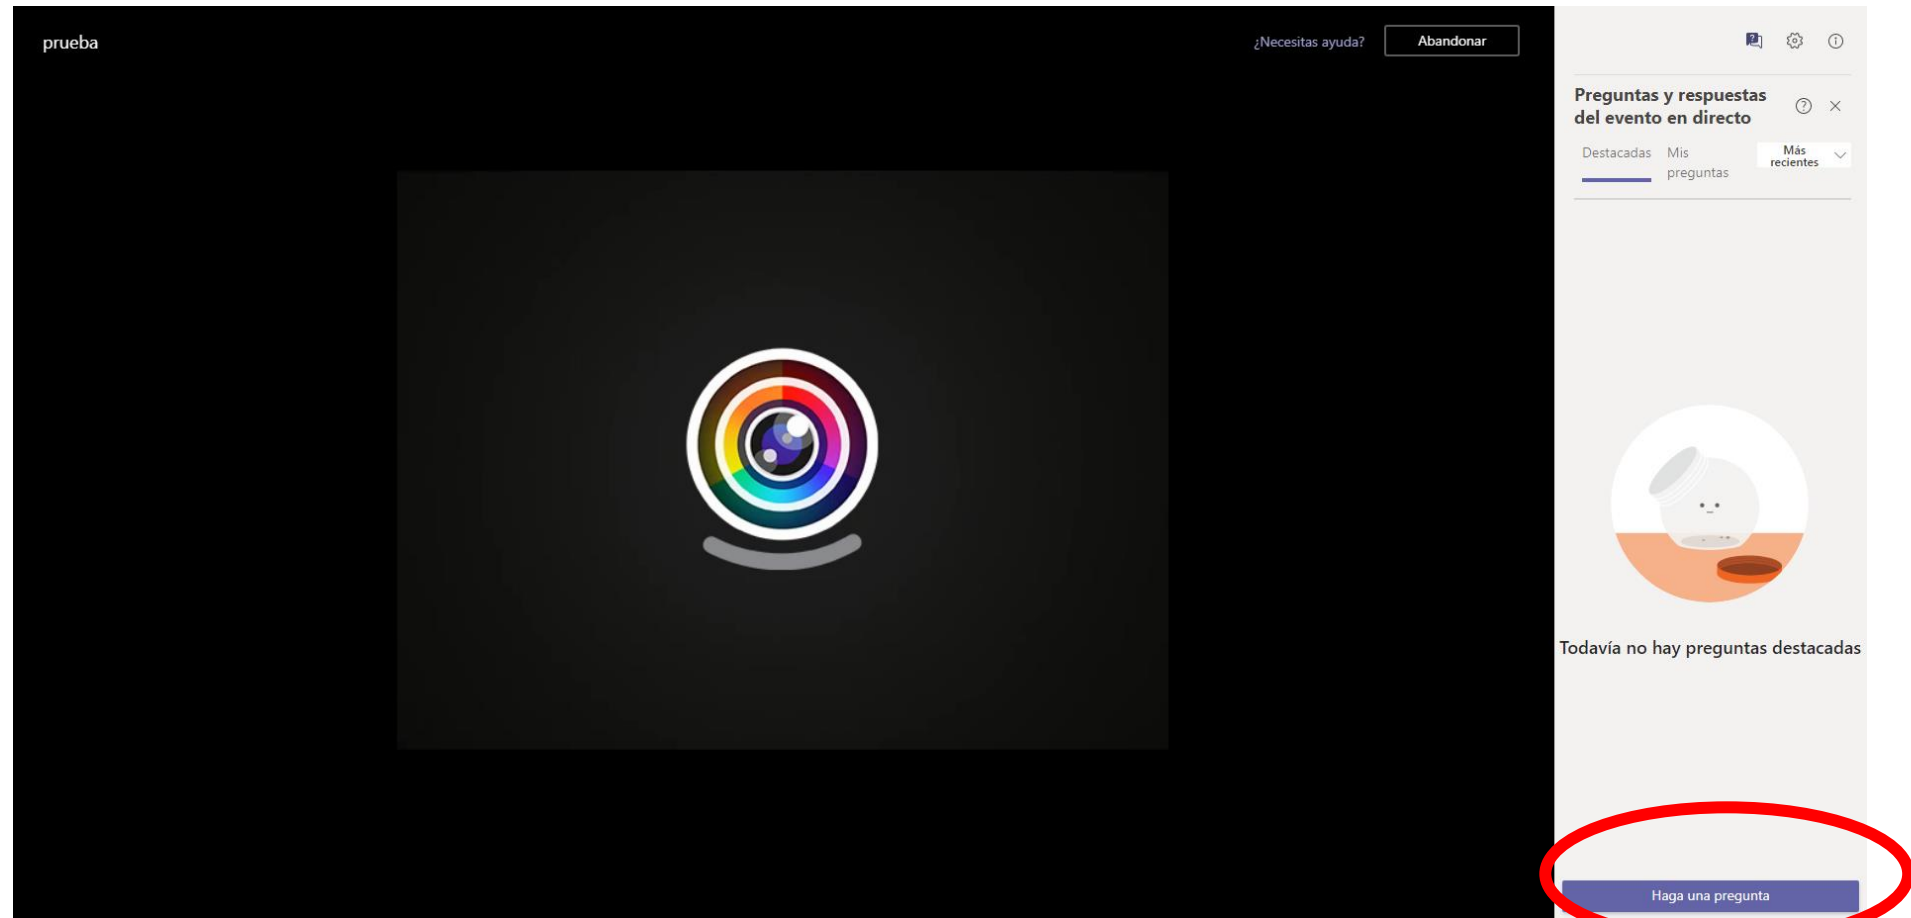 prueba
¿Necesitas ayuda?
Abandonar
Preguntas y respuestas
del evento en directo
Destacadas
Mis
preguntas
Más
recientes
Todavía no hay preguntas destacadas
Haga una pregunta